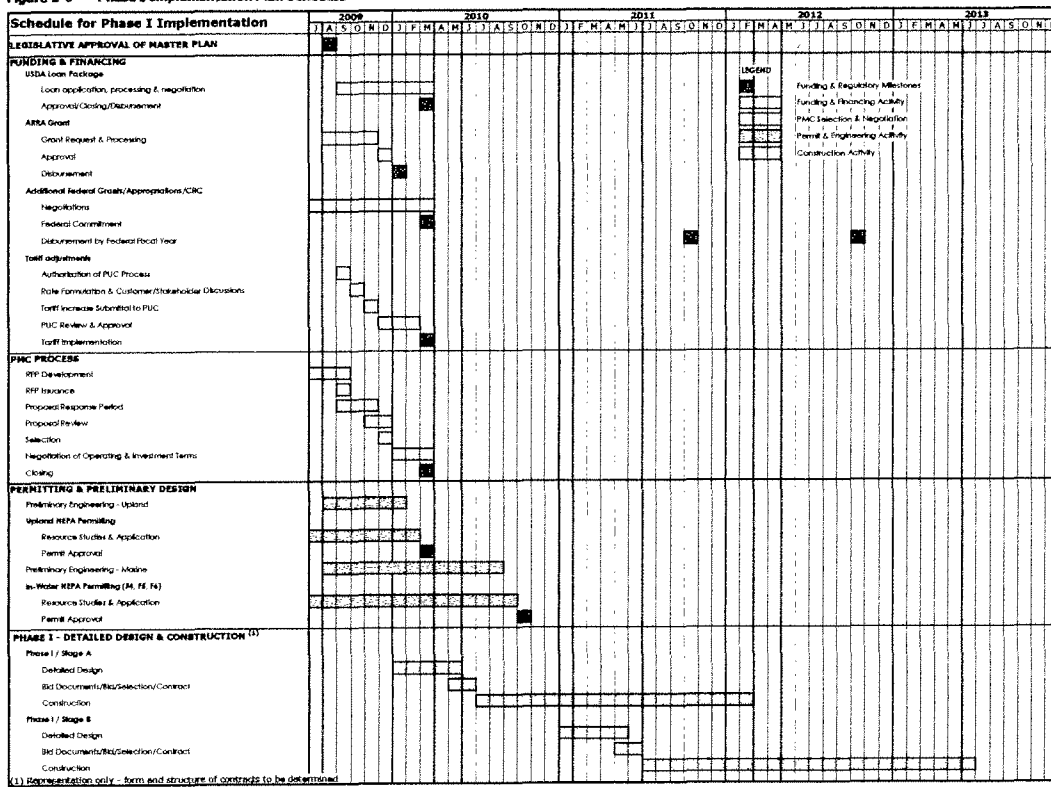 Schedule for Phase I Implementation
2009 2010 2011 2012 2013
J A S O N D J F M A M J J A S O N D J F M A M J J A S O N D J F M A M J J A S O N D J F M A M J J A S O N D
LEGISLATIVE APPROVAL OF MASTER PLAN
FUNDING & FINANCING
USDA Loan Package
Loan application, processing & negotiation
Approval/Closing/Disbursement
ARRA Grant
Grant Request & Processing
Approval
Disbursement
Additional Federal Grants/Appropriations/CRC
Negotiations
Federal Commitment
Disbursement by Federal Fiscal Year
Tariff adjustments
Authorization of PUC Process
Rate Formulation & Customer/Stakeholder Discussions
Tariff Increase Submittal to PUC
PUC Review & Approval
Tariff Implementation
LEGEND
Funding & Regulatory Milestones
Funding & Financing Activity
PMC Selection & Negotiation
Permit & Engineering Activity
Construction Activity
PMC PROCESS
RFP Development
RFP Issuance
Proposal Response Period
Proposal Review
Selection
Negotiation of Operating & Investment Terms
Closing
PERMITTING & PRELIMINARY DESIGN
Preliminary Engineering - Upland
Upland NEPA Permitting
Resource Studies & Application
Permit Approval
Preliminary Engineering - Marine
In-Water NEPA Permitting
Resource Studies & Application
Permit Approval
PHASE I - DETAILED DESIGN & CONSTRUCTION (1)
Phase I / Stage A
Detailed Design
Bid Documents/Bid/Selection/Contract
Construction
Phase I / Stage B
Detailed Design
Bid Documents/Bid/Selection/Contract
Construction
(1) Representation only - form and structure of contracts to be determined